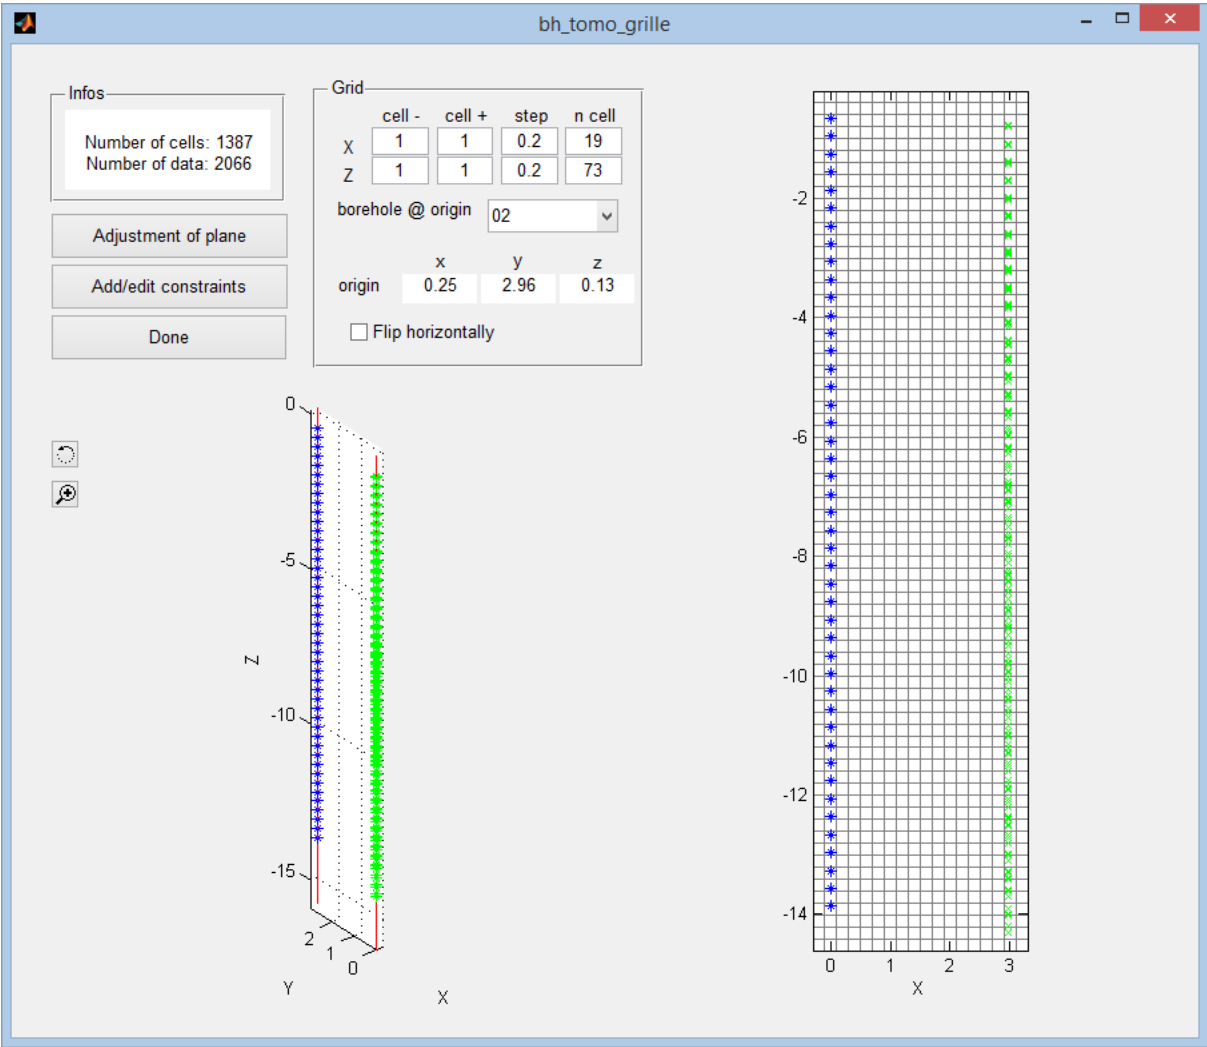 bh_tomo_grille
Infos
Number of cells: 1387
Number of data: 2066
Adjustment of plane
Add/edit constraints
Done
Grid
cell - cell + step n cell
X 1 1 0.2 19
Z 1 1 0.2 73
borehole @ origin 02
x y z
origin 0.25 2.96 0.13
Flip horizontally
0
-5
-10
-15
Z
2
1
0
Y
X
-2
-4
-6
-8
-10
-12
-14
0 1 2 3
X